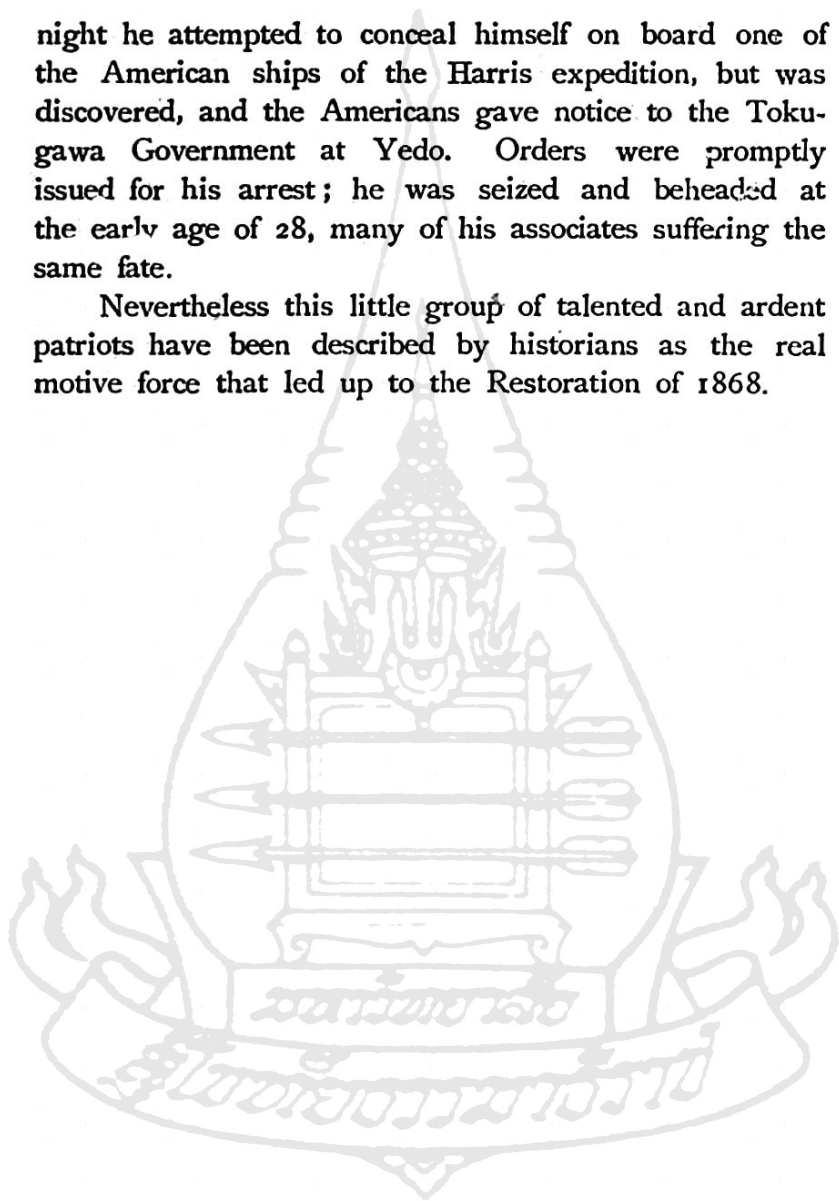 night he attempted to conceal himself on board one of
the American ships of the Harris expedition, but was
discovered, and the Americans gave notice to the Toku-
gawa Government at Yedo. Orders were promptly
issued for his arrest; he was seized and beheaded at
the early age of 28, many of his associates suffering the
same fate.
Nevertheless this little group of talented and ardent
patriots have been described by historians as the real
motive force that led up to the Restoration of 1868.